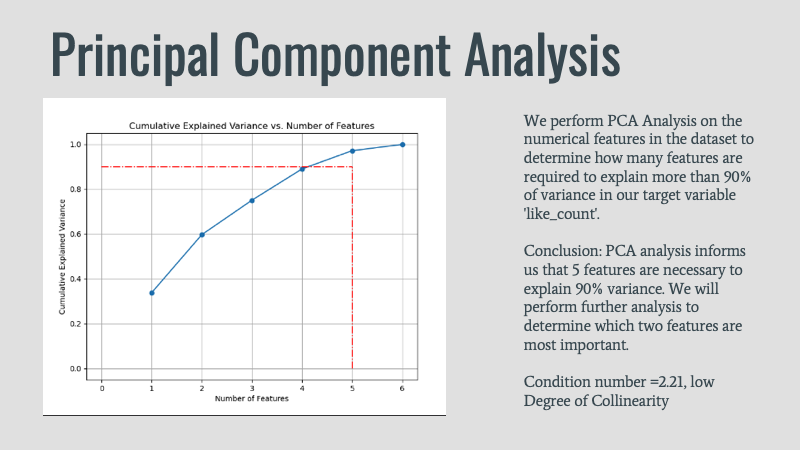 Principal Component Analysis
Cumulative Explained Variance vs. Number of Features
Cumulative Explained Variance
1.0
0.8
0.6
0.4
0.2
0.0
0 1 2 3 4 5 6
Number of Features
We perform PCA Analysis on the
numerical features in the dataset to
determine how many features are
required to explain more than 90%
of variance in our target variable
'like_count'.
Conclusion: PCA analysis informs
us that 5 features are necessary to
explain 90% variance. We will
perform further analysis to
determine which two features are
most important.
Condition number =2.21, low
Degree of Collinearity